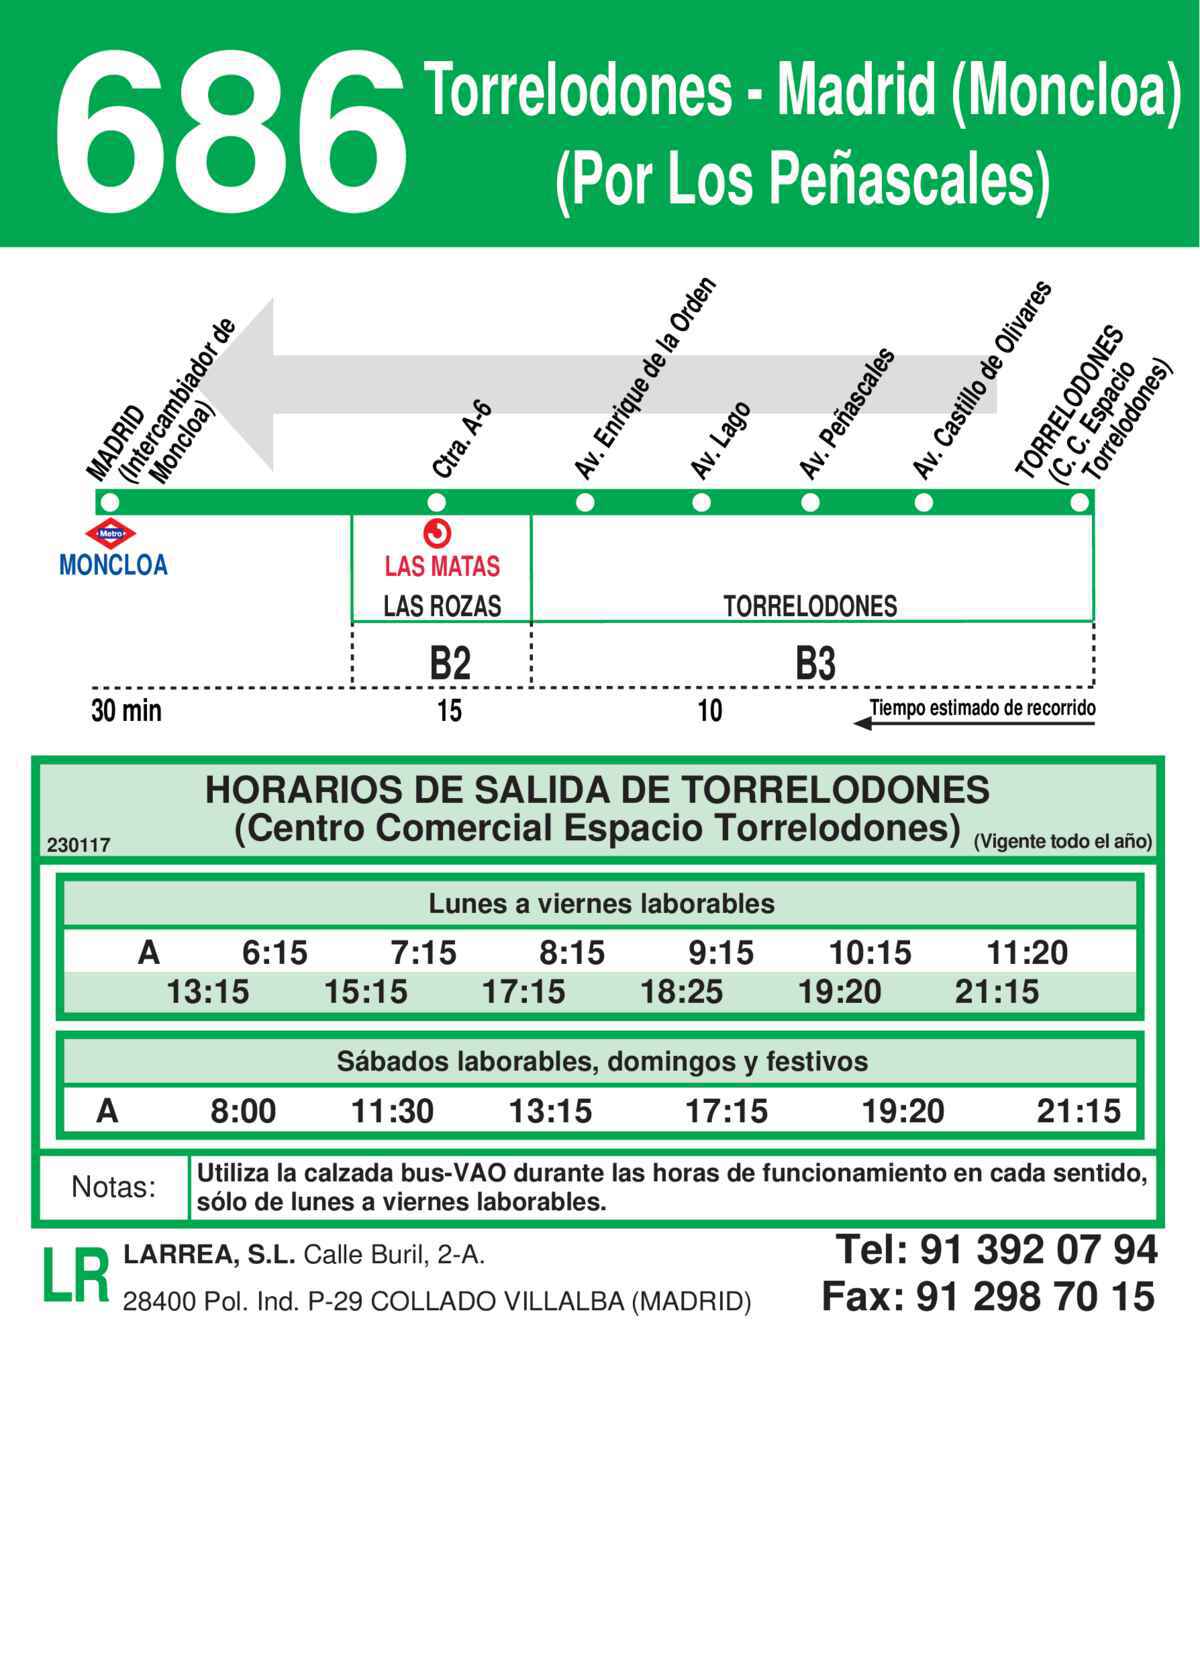 686
Torrelodones - Madrid (Moncloa)
(Por Los Peñascales)
MADRID
(Intercambiador de
Moncloa)
Ctra. A-6
Av. Enrique de la Orden
Av. Lago
Av. Peñascales
Av. Castillo de Olivares
TORRELODONES
(C. C. Espacio
Torrelodones)
Metro
MONCLOA
LAS MATAS
LAS ROZAS
TORRELODONES
B2
B3
30 min
15
10
Tiempo estimado de recorrido
HORARIOS DE SALIDA DE TORRELODONES
(Centro Comercial Espacio Torrelodones)
(Vigente todo el año)
230117
Lunes a viernes laborables
A 6:15 7:15 8:15 9:15 10:15 11:20
13:15 15:15 17:15 18:25 19:20 21:15
Sábados laborables, domingos y festivos
A 8:00 11:30 13:15 17:15 19:20 21:15
Notas:
Utiliza la calzada bus-VAO durante las horas de funcionamiento en cada sentido,
sólo de lunes a viernes laborables.
LR
LARREA, S.L. Calle Buril, 2-A.
28400 Pol. Ind. P-29 COLLADO VILLALBA (MADRID)
Tel: 91 392 07 94
Fax: 91 298 70 15